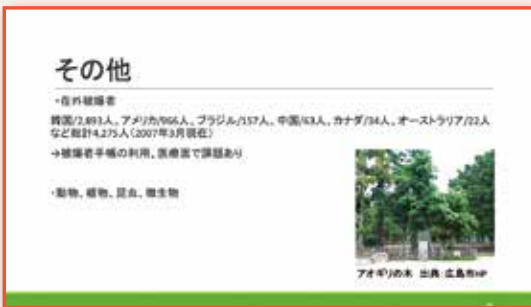 その他
・在外被爆者
韓国/2,893人、アメリカ/966人、ブラジル/157人、中国/63人、カナダ/34人、オーストラリア/22人
など総計4,275人（2007年3月現在）
→被爆者手帳の利用、医療面で課題あり
・動物、植物、昆虫、微生物
アオギリの木 出典:広島市HP